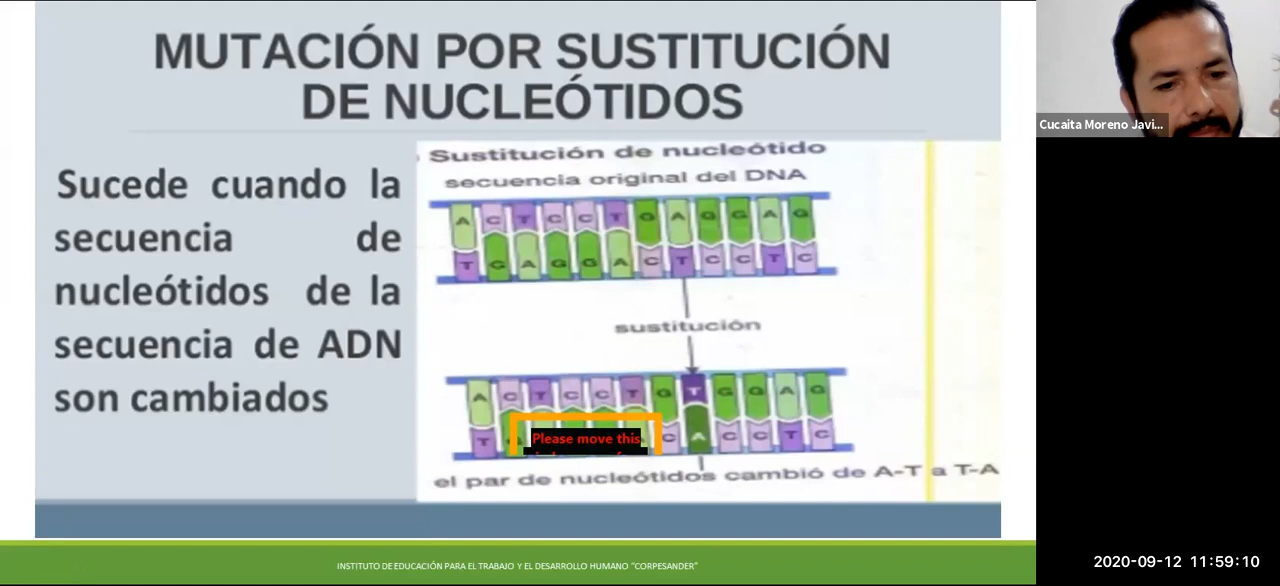 MUTACIÓN POR SUSTITUCIÓN
DE NUCLEÓTIDOS
Sucede cuando la
secuencia de
nucleótidos de la
secuencia de ADN
son cambiados
Sustitución de nucleótido
secuencia original del DNA
A C T C C T G A G G A G
T G A G G A C T C C T C
sustitución
A C T C C T G T G G A G
T C A C C T C
Please move this
el par de nucleótidos cambió de A-T a T-A
INSTITUTO DE EDUCACIÓN PARA EL TRABAJO Y EL DESARROLLO HUMANO "CORPESANDER"
Cucaita Moreno Javi...
2020-09-12 11:59:10